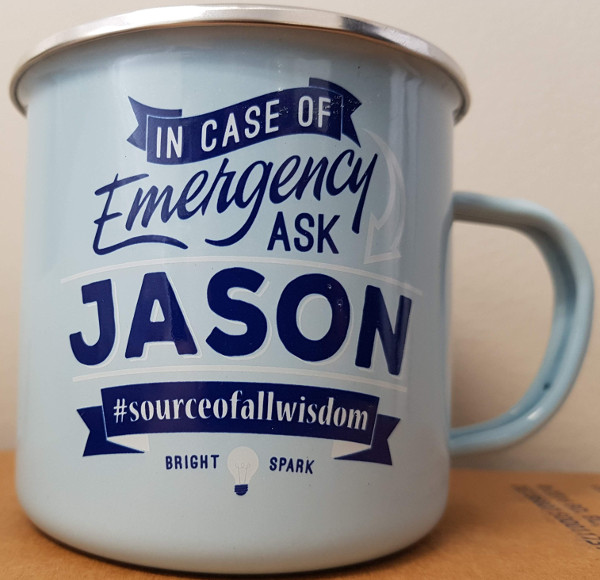 IN CASE OF
Emergency
ASK
JASON
#sourceofallwisdom
BRIGHT SPARK